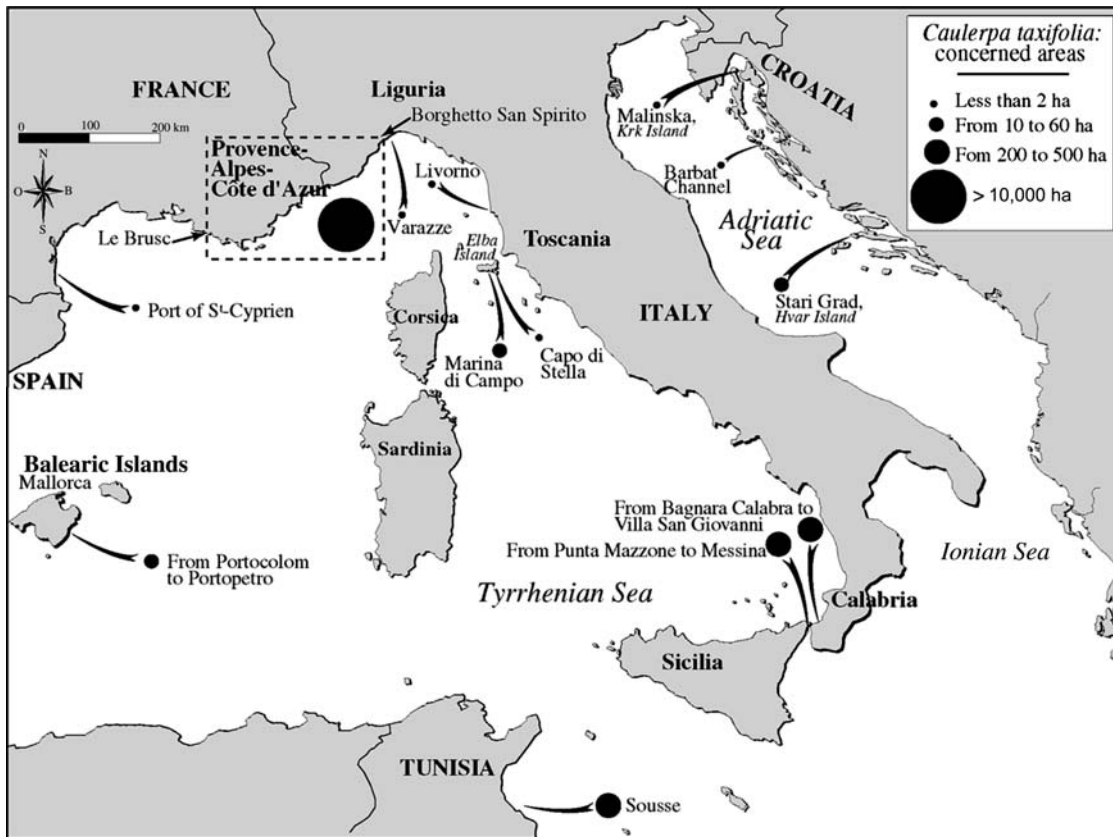 FRANCE
0 100 200 km
N
O B
S
Liguria
Borghetto San Spirito
Provence-
Alpes-
Côte d'Azur
Le Brusc
Livorno
Varazze
Elba
Island
Toscania
Port of St-Cyprien
Corsica
Marina
di Campo
Capo di
Stella
ITALY
CROATIA
Malinska,
Krk Island
Barbat
Channel
Adriatic
Sea
Stari Grad,
Hvar Island
Caulerpa taxifolia:
concerned areas
Less than 2 ha
From 10 to 60 ha
Fom 200 to 500 ha
> 10,000 ha
SPAIN
Balearic Islands
Mallorca
From Portocolom
to Portopetro
Sardinia
From Bagnara Calabra to
Villa San Giovanni
From Punta Mazzone to Messina
Tyrrhenian Sea
Ionian Sea
Calabria
Sicilia
TUNISIA
Sousse